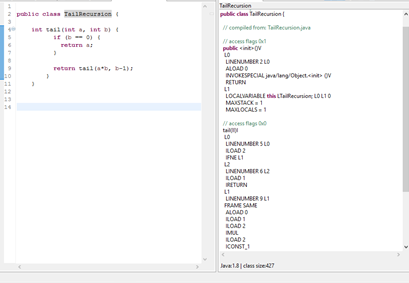 1
2 public class TailRecursion {
3
4 int tail(int a, int b) {
5 if (b == 0) {
6 return a;
7 }
8
9 return tail(a*b, b-1);
10 }
11 }
12
13
14
TailRecursion
public class TailRecursion {
// compiled from: TailRecursion.java
// access flags 0x1
public <init>()V
L0
LINENUMBER 2 L0
ALOAD 0
INVOKESPECIAL java/lang/Object.<init> ()V
RETURN
L1
LOCALVARIABLE this LTailRecursion; L0 L1 0
MAXSTACK = 1
MAXLOCALS = 1
// access flags 0x0
tail(II)I
L0
LINENUMBER 5 L0
ILOAD 2
IFNE L1
L2
LINENUMBER 6 L2
ILOAD 1
IRETURN
L1
LINENUMBER 9 L1
FRAME SAME
ALOAD 0
ILOAD 1
ILOAD 2
IMUL
ILOAD 2
ICONST_1
Java:1.8 | class size:427